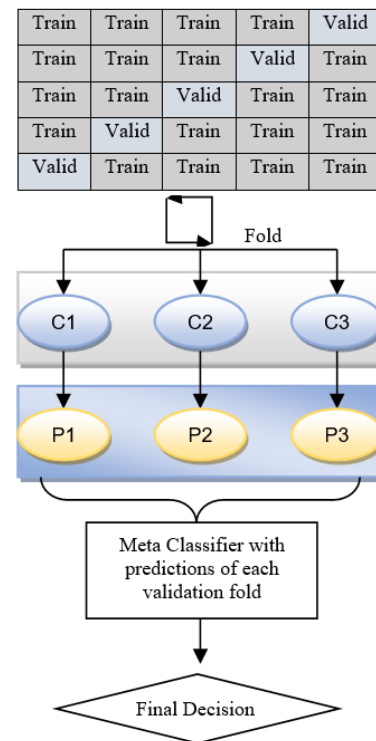 Train Train Train Train Valid
Train Train Train Valid Train
Train Train Valid Train Train
Train Valid Train Train Train
Valid Train Train Train Train
Fold
C1 C2 C3
P1 P2 P3
Meta Classifier with
predictions of each
validation fold
Final Decision